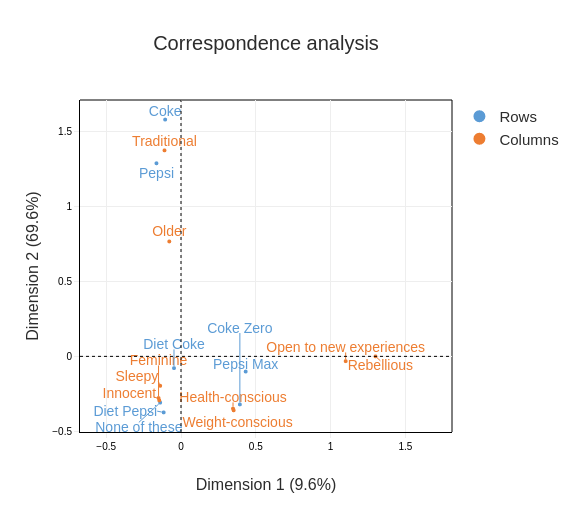 Correspondence analysis
Rows
Columns
Dimension 2 (69.6%)
1.5
1
0.5
0
−0.5
Coke
Traditional
Pepsi
Older
Coke Zero
Diet Coke
Open to new experiences
Feminine
Pepsi Max
Rebellious
Sleepy
Innocent
Health-conscious
Diet Pepsi
Weight-conscious
None of these
−0.5
0
0.5
1
1.5
Dimension 1 (9.6%)